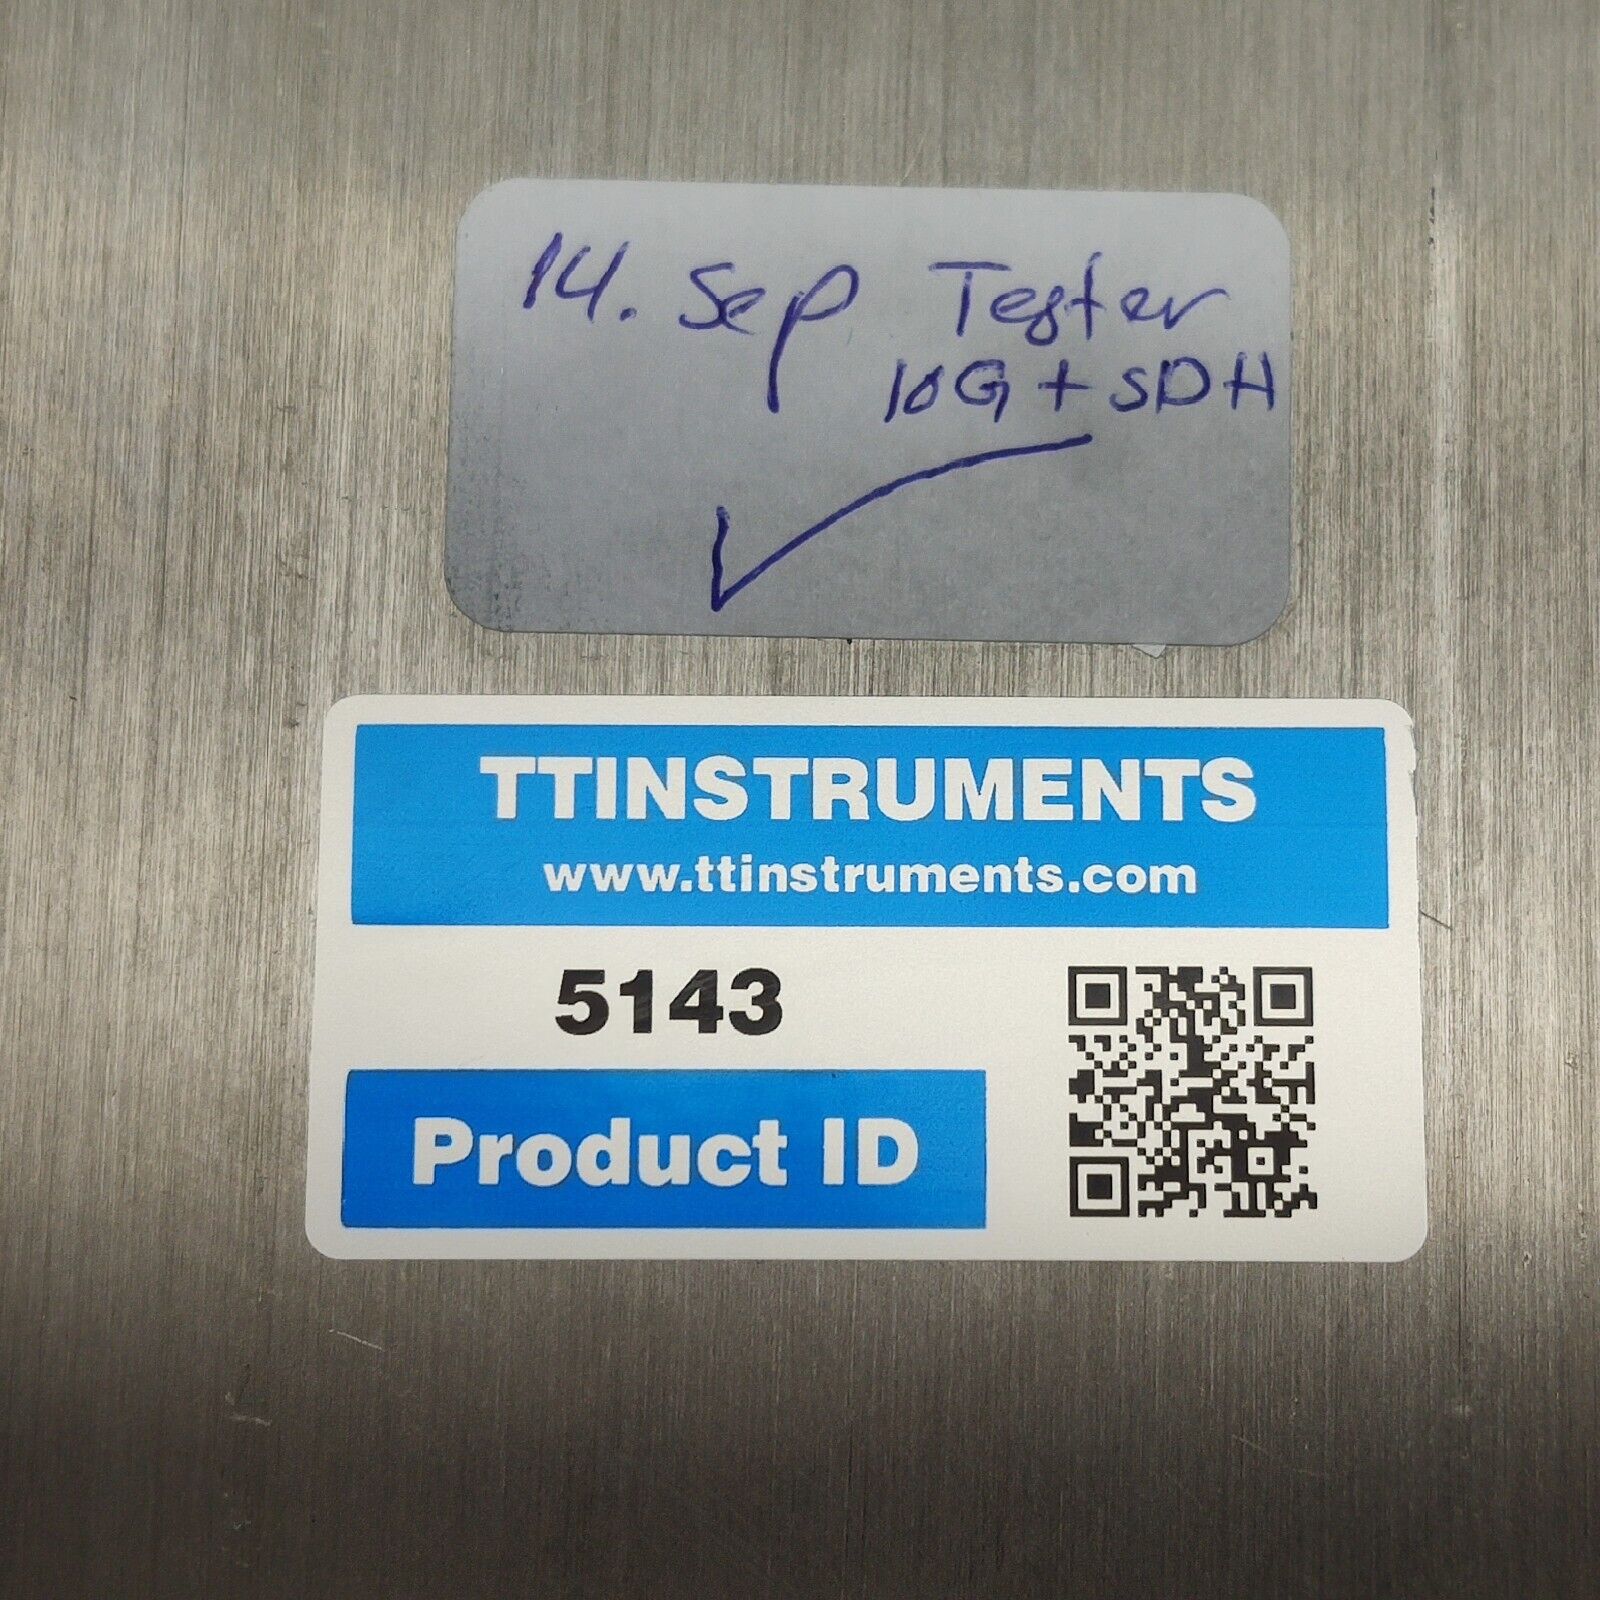 14. Sep Tester
10G + SDH
TTINSTRUMENTS
www.ttinstruments.com
5143
Product ID